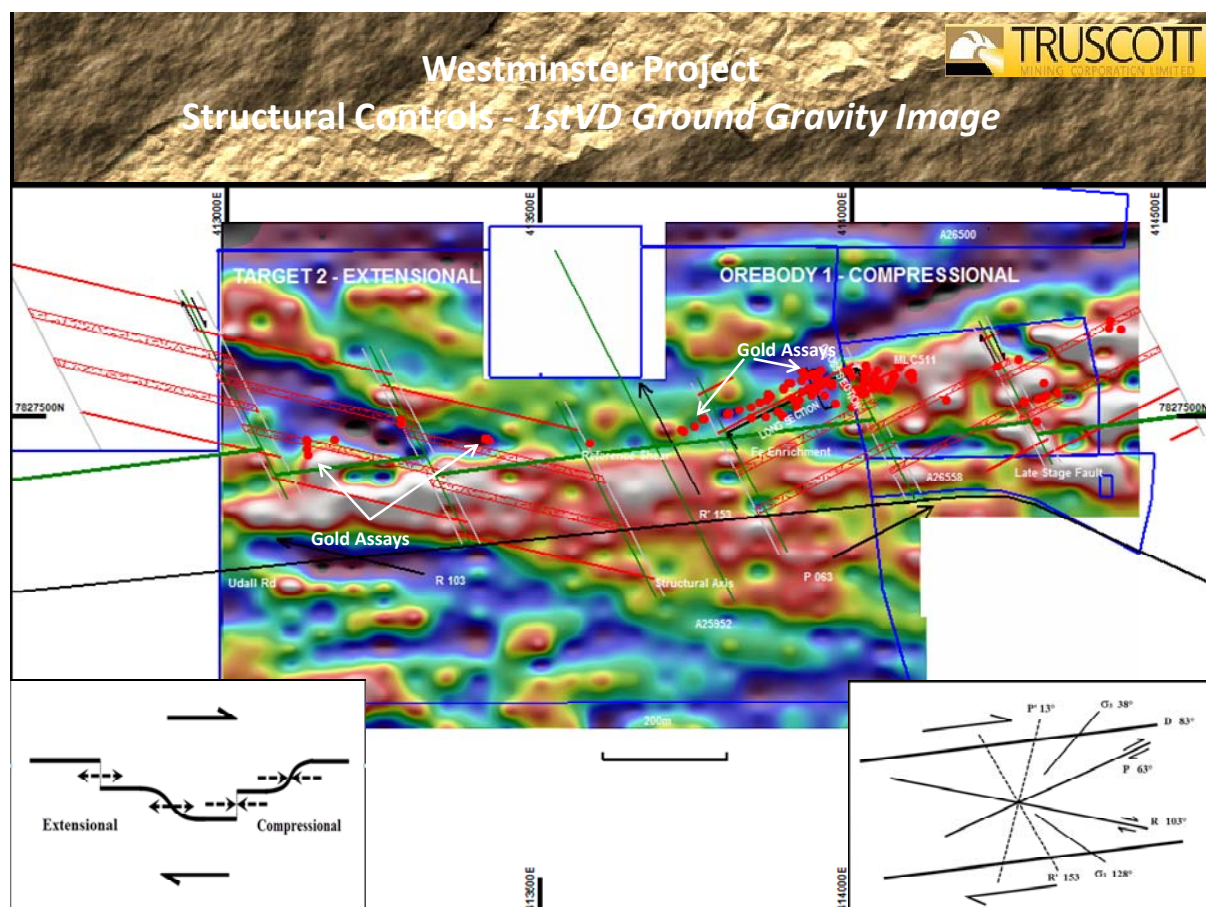 Westminster Project
Structural Controls - 1stVD Ground Gravity Image
TRUSCOTT
MINING CORPORATION LIMITED
413000E
413500E
414000E
414500E
A26500
TARGET 2 - EXTENSIONAL
OREBODY 1 - COMPRESSIONAL
Gold Assays
MLC511
7827500N
7827500N
LONG SECTION
Reference Shear
Fe Enrichment
A26558
Late Stage Fault
R' 153
Gold Assays
Udall Rd
R 103
Structural Axis
P 063
A25952
200m
Extensional
Compressional
P' 13°
σ₃ 38°
D 83°
P 63°
R 103°
R' 153
σ₁ 128°
413500E
414000E